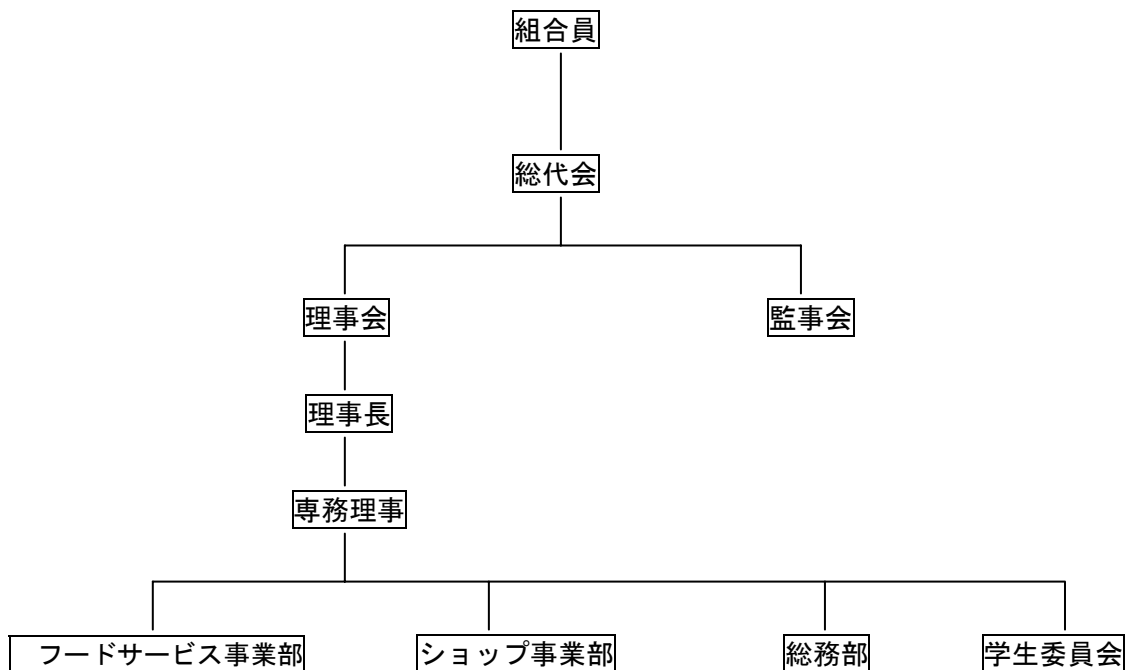 組合員
総代会
理事会
監事会
理事長
専務理事
フードサービス事業部
ショップ事業部
総務部
学生委員会